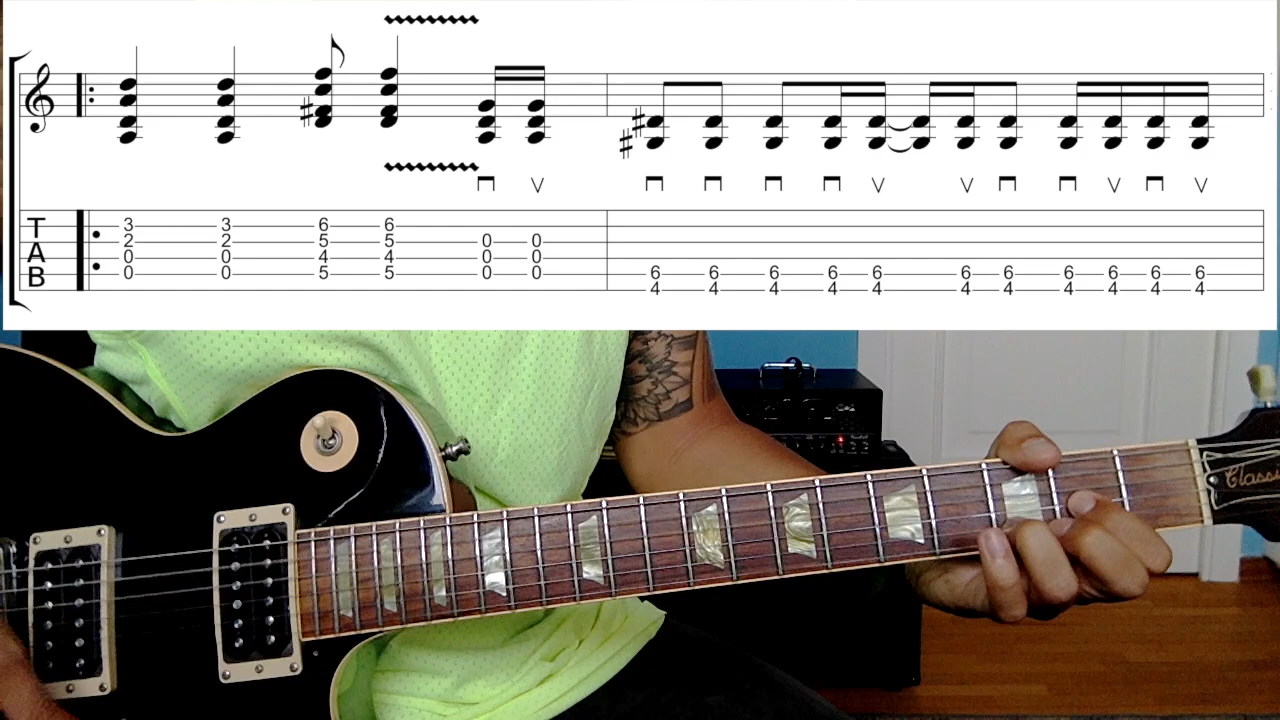 T 3 3 6 6
A 2 2 5 5 0 0
B 0 0 4 4 0 0
0 0 5 5 0 0 6 6 6 6 6 6 6 6 6 6 6
4 4 4 4 4 4 4 4 4 4 4
Class